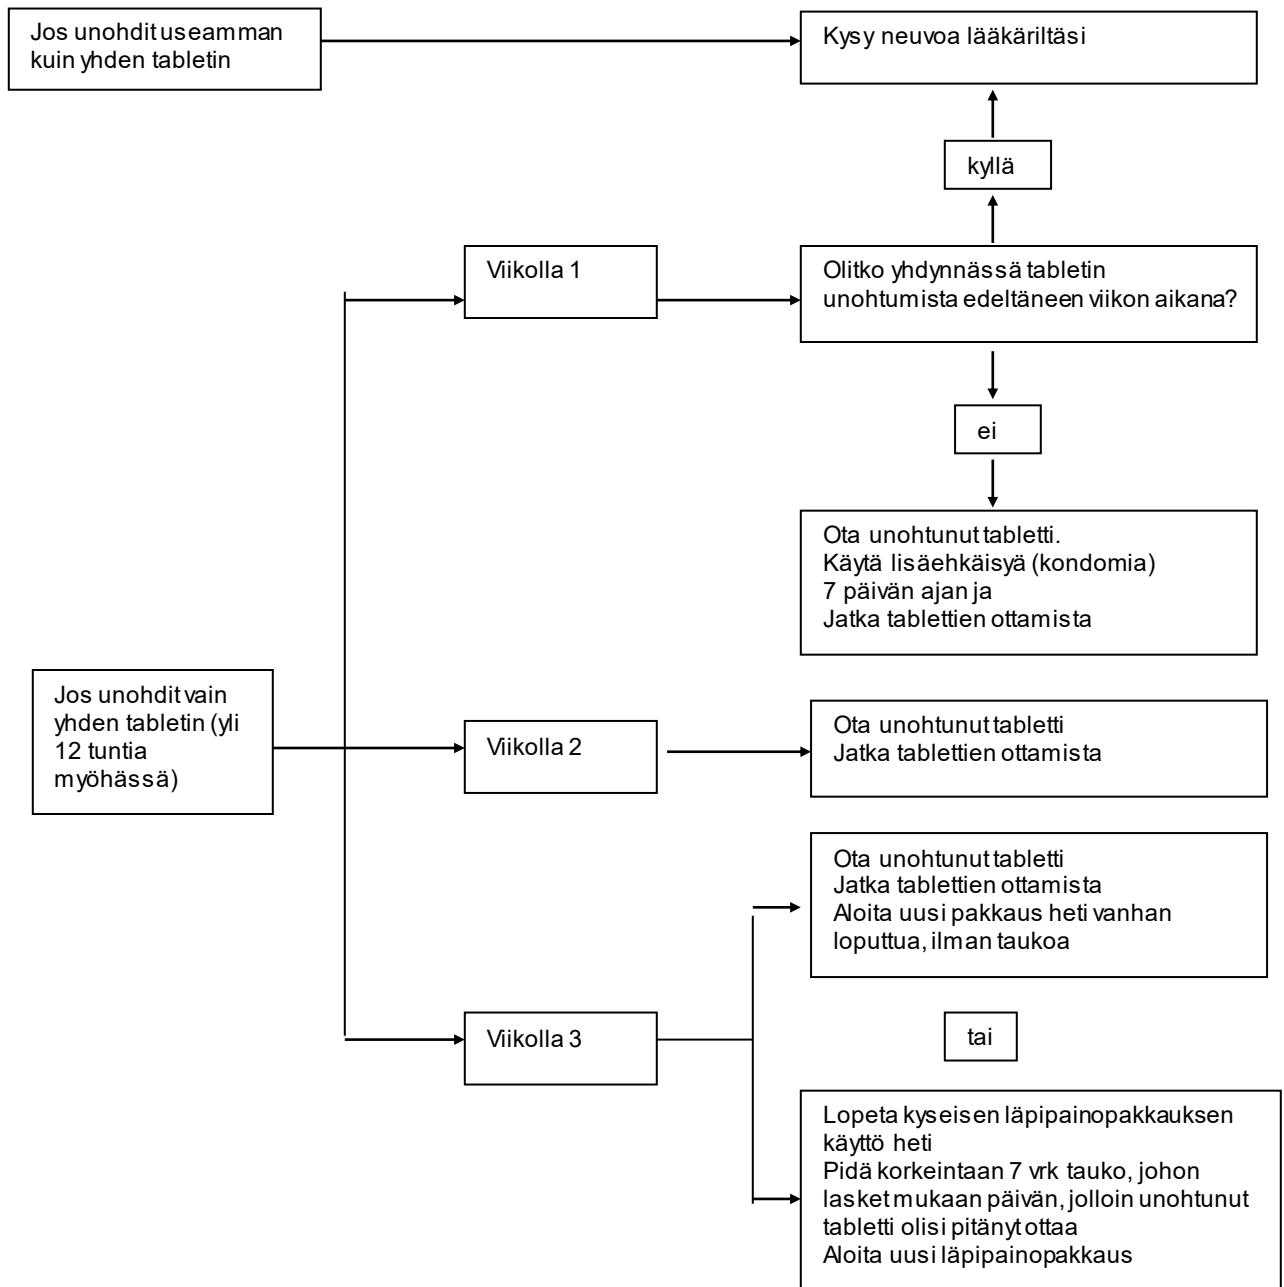 Jos unohdit useamman
kuin yhden tabletin
Kysy neuvoa lääkäriltäsi
kyllä
Viikolla 1
Olitko yhdynnässä tabletin
unohtumista edeltäneen viikon aikana?
ei
Ota unohtunut tabletti.
Käytä lisäehkäisyä (kondomia)
7 päivän ajan ja
Jatka tablettien ottamista
Jos unohdit vain
yhden tabletin (yli
12 tuntia
myöhässä)
Viikolla 2
Ota unohtunut tabletti
Jatka tablettien ottamista
Ota unohtunut tabletti
Jatka tablettien ottamista
Aloita uusi pakkaus heti vanhan
loputtua, ilman taukoa
Viikolla 3
tai
Lopeta kyseisen läpipainopakkauksen
käyttö heti
Pidä korkeintaan 7 vrk tauko, johon
lasket mukaan päivän, jolloin unohtunut
tabletti olisi pitänyt ottaa
Aloita uusi läpipainopakkaus